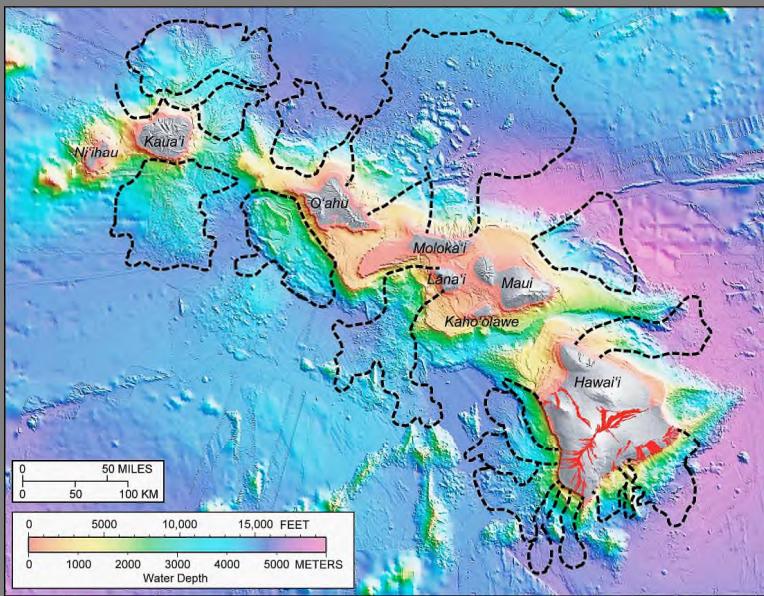 Ni'ihau
Kaua'i
O'ahu
Moloka'i
Lāna'i
Maui
Kaho'olawe
Hawai'i
0 50 MILES
0 50 100 KM
0 5000 10,000 15,000 FEET
0 1000 2000 3000 4000 5000 METERS
Water Depth